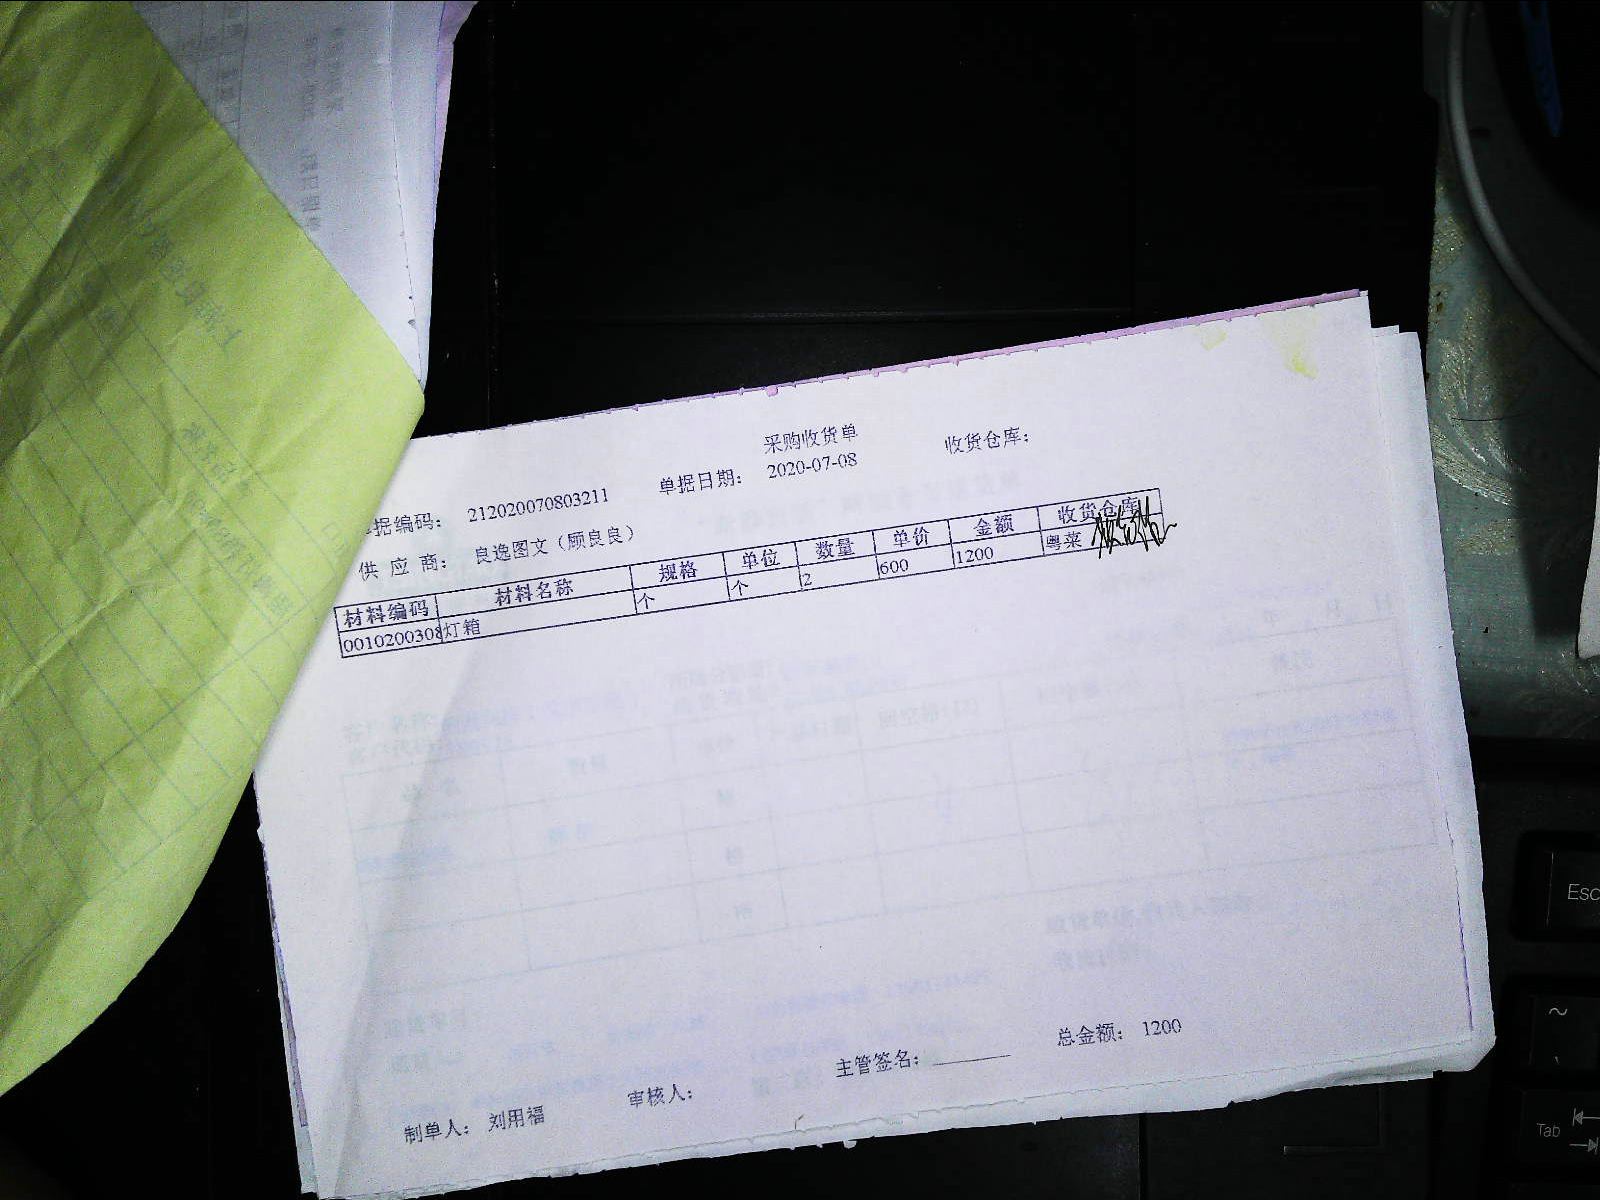 采购收货单
据编码： 212020070803211 单据日期： 2020-07-08 收货仓库：
供 应 商： 良逸图文（顾良良）
材料编码 材料名称 规格 单位 数量 单价 金额 收货仓库
0010200308 灯箱 个 个 2 600 1200 粤菜
制单人： 刘用福 审核人： 主管签名： 总金额： 1200
Esc
~
Tab